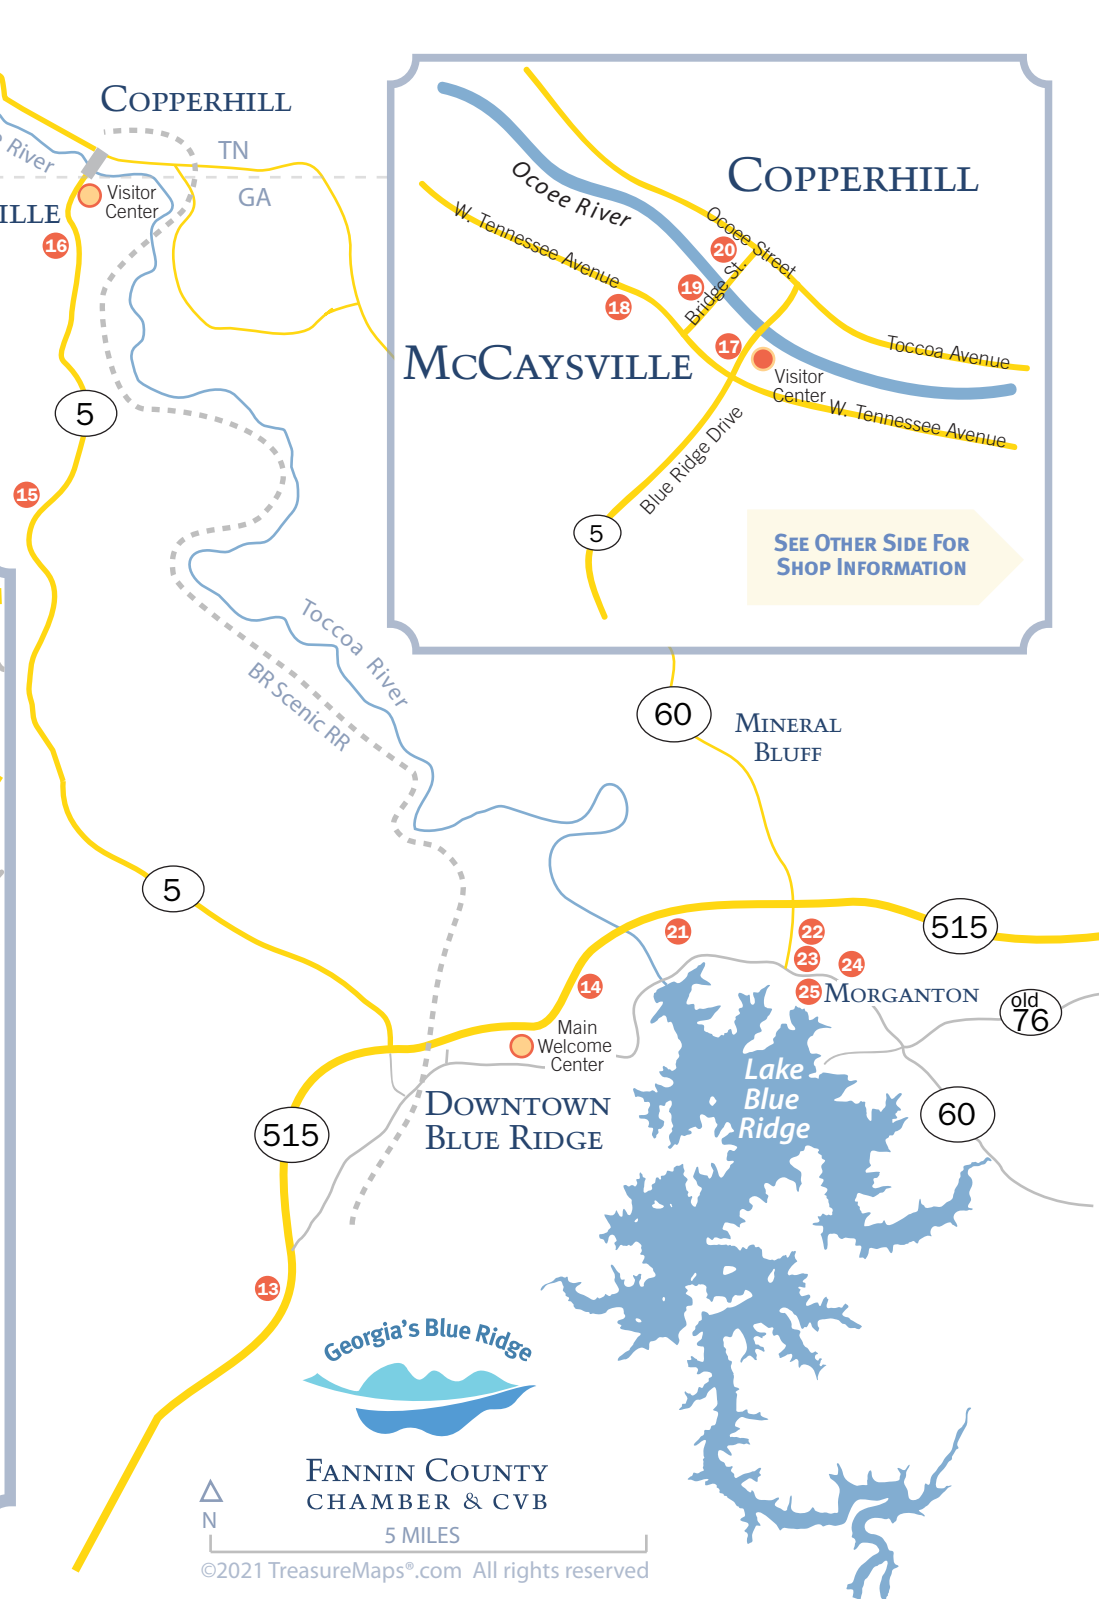 COPPERHILL
River
TN
GA
Visitor
Center
ILLE
16
5
15
COPPERHILL
Ocoee River
W. Tennessee Avenue
Ocoee Street
20
Bridge St.
19
18
17
MCCAYSVILLE
Toccoa Avenue
Visitor
Center
W. Tennessee Avenue
Blue Ridge Drive
5
SEE OTHER SIDE FOR
SHOP INFORMATION
Toccoa River
BR Scenic RR
60
MINERAL
BLUFF
5
515
21
22
23
24
25
MORGANTON
14
old
76
Main
Welcome
Center
Lake
Blue
Ridge
DOWNTOWN
BLUE RIDGE
515
60
13
Georgia's Blue Ridge
FANNIN COUNTY
CHAMBER & CVB
N
5 MILES
©2021 TreasureMaps®.com All rights reserved